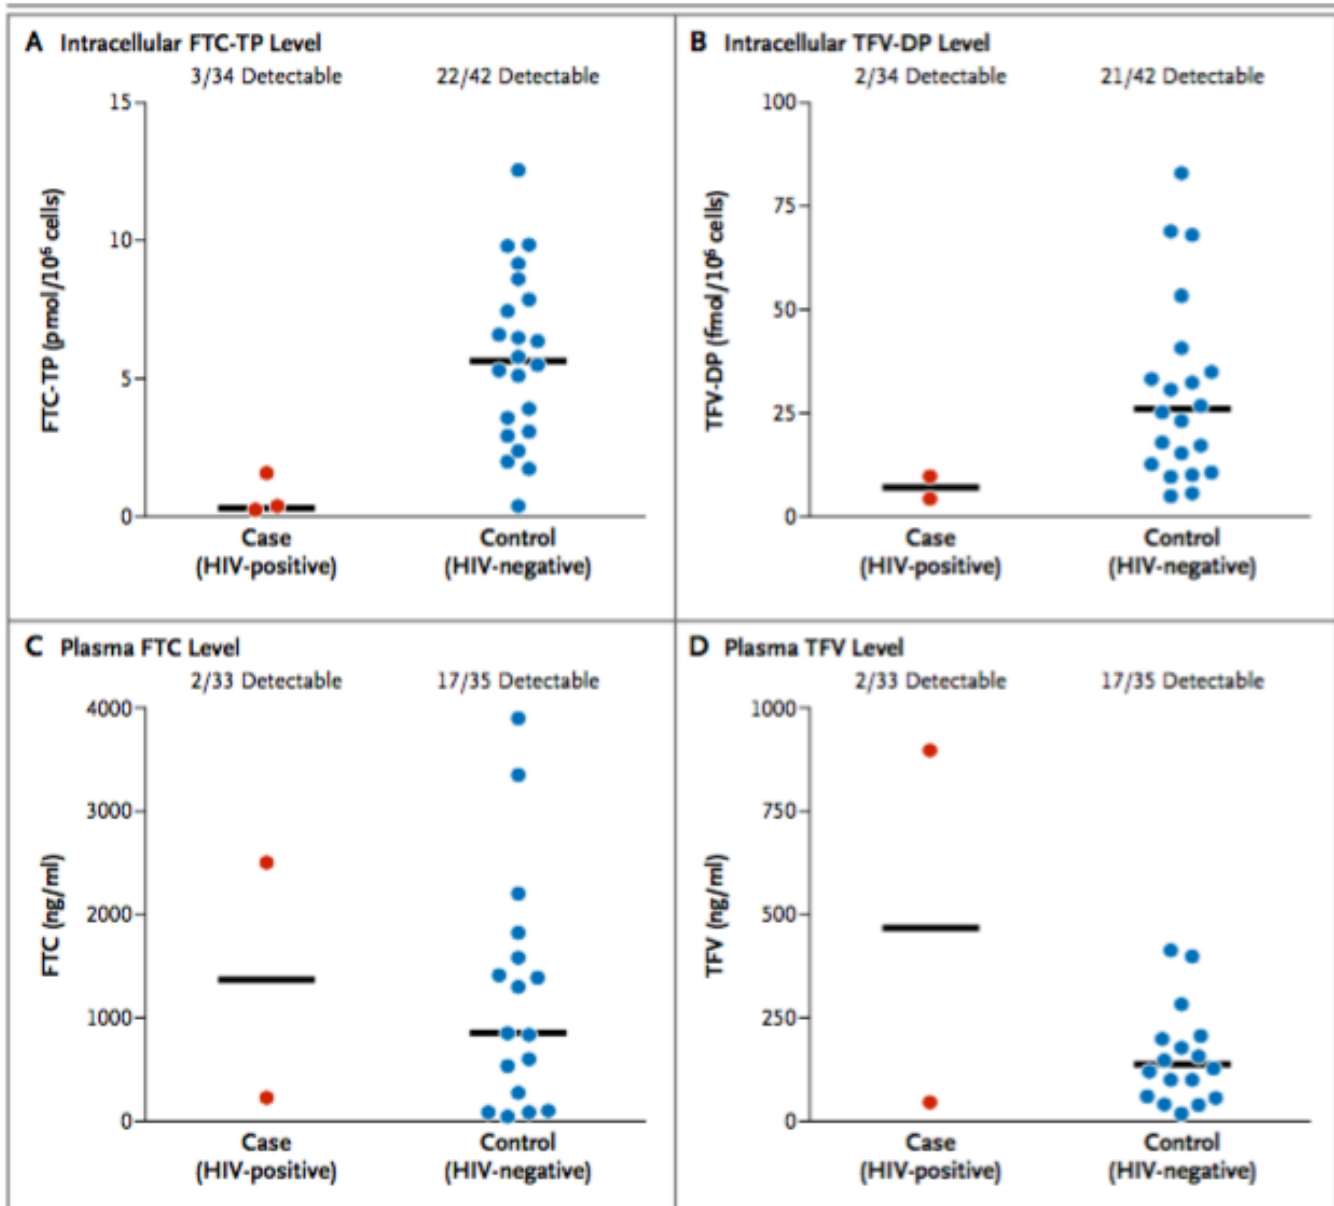 A Intracellular FTC-TP Level
3/34 Detectable 22/42 Detectable
15
10
5
0
FTC-TP (pmol/10⁶ cells)
Case
(HIV-positive)
Control
(HIV-negative)
B Intracellular TFV-DP Level
2/34 Detectable 21/42 Detectable
100
75
50
25
0
TFV-DP (fmol/10⁶ cells)
Case
(HIV-positive)
Control
(HIV-negative)
C Plasma FTC Level
2/33 Detectable 17/35 Detectable
4000
3000
2000
1000
0
FTC (ng/ml)
Case
(HIV-positive)
Control
(HIV-negative)
D Plasma TFV Level
2/33 Detectable 17/35 Detectable
1000
750
500
250
0
TFV (ng/ml)
Case
(HIV-positive)
Control
(HIV-negative)